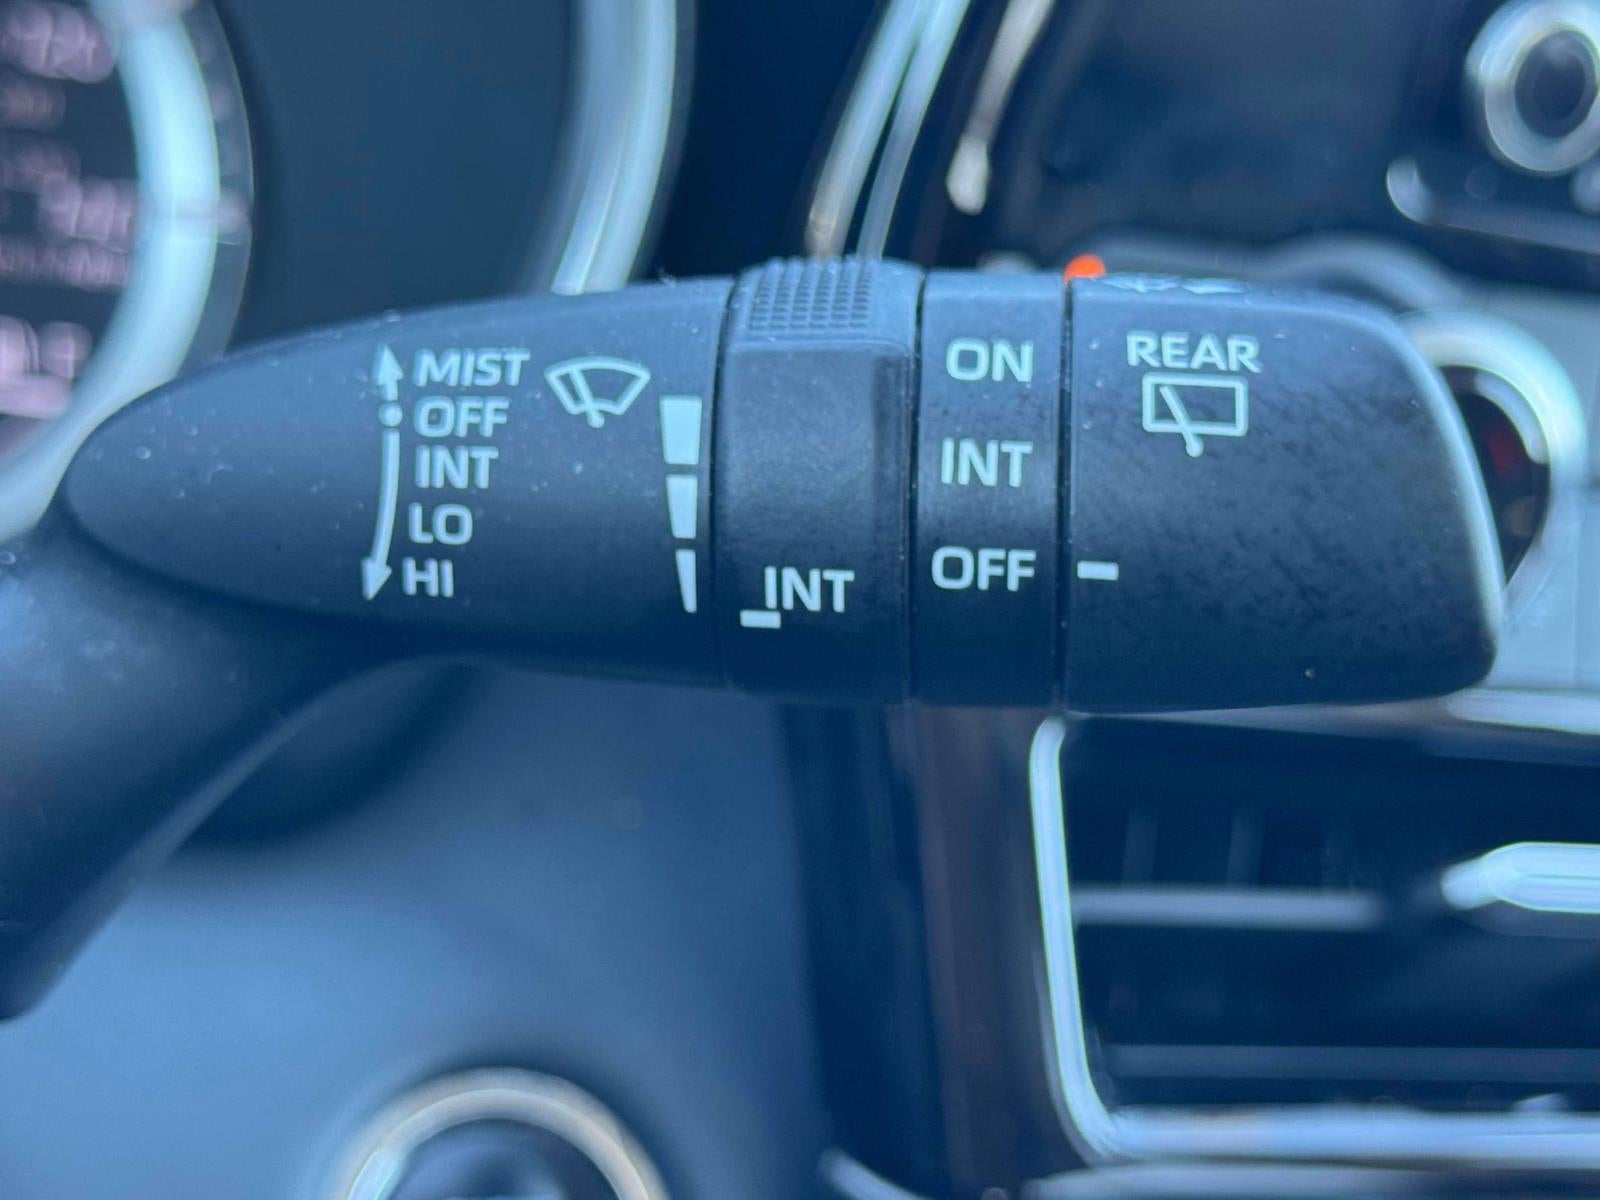 MIST
OFF
INT
LO
HI
INT
ON
INT
OFF
REAR